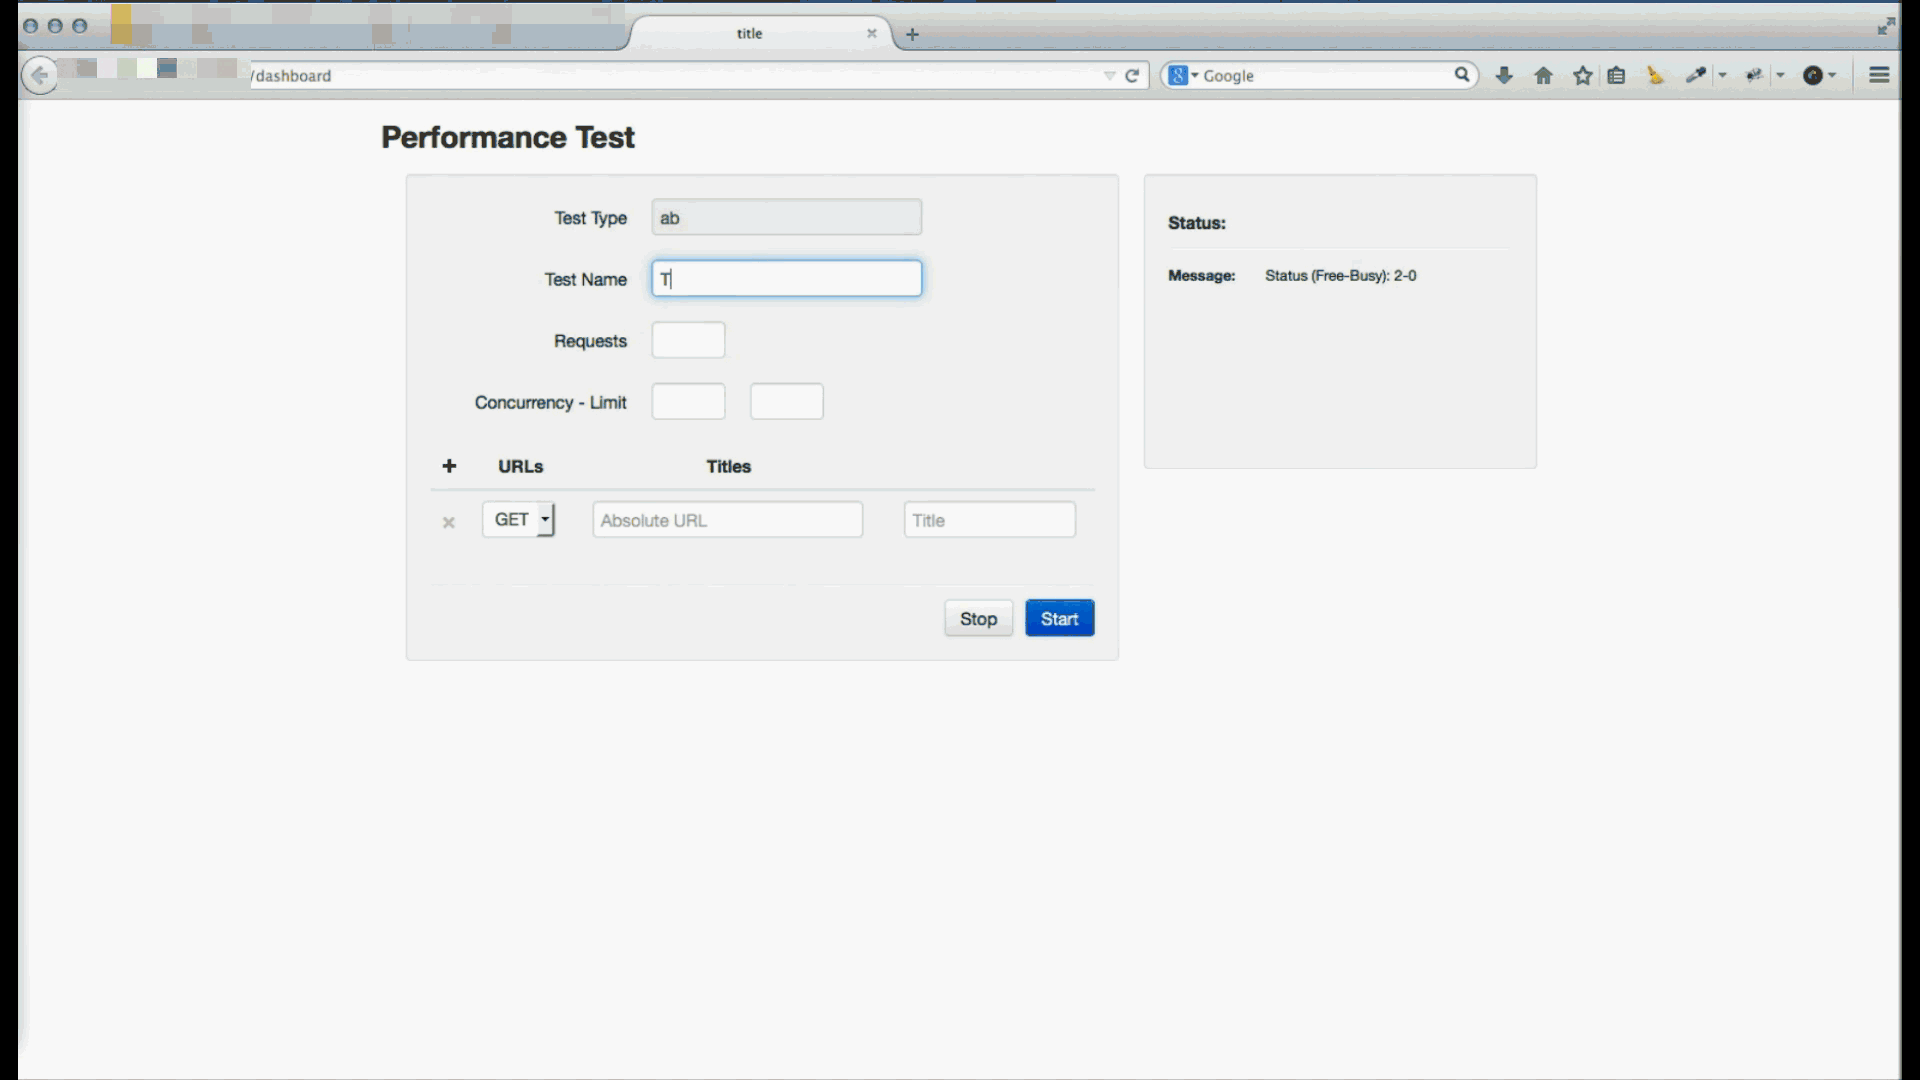 title
/dashboard
Google
Performance Test
Test Type ab
Test Name T
Requests
Concurrency - Limit
URLs Titles
GET Absolute URL Title
Stop Start
Status:
Message: Status (Free-Busy): 2-0